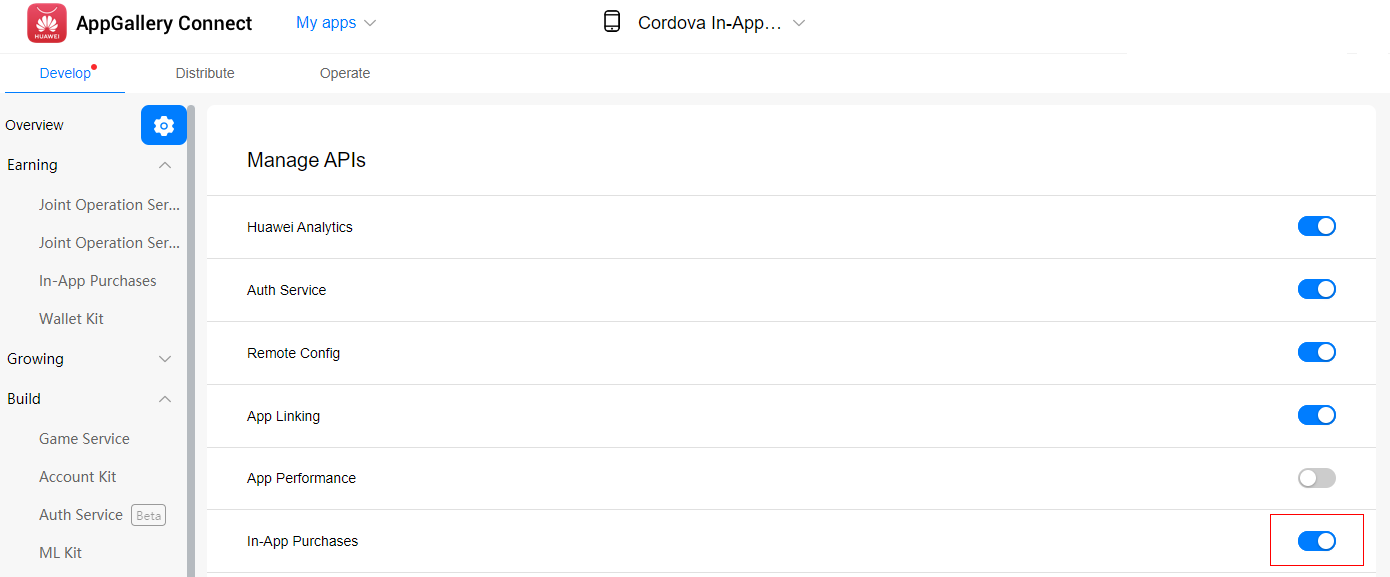 HUAWEI
AppGallery Connect
My apps
Cordova In-App...
Develop
Distribute
Operate
Overview
Earning
Joint Operation Ser...
Joint Operation Ser...
In-App Purchases
Wallet Kit
Growing
Build
Game Service
Account Kit
Auth Service Beta
ML Kit
Manage APIs
Huawei Analytics
Auth Service
Remote Config
App Linking
App Performance
In-App Purchases